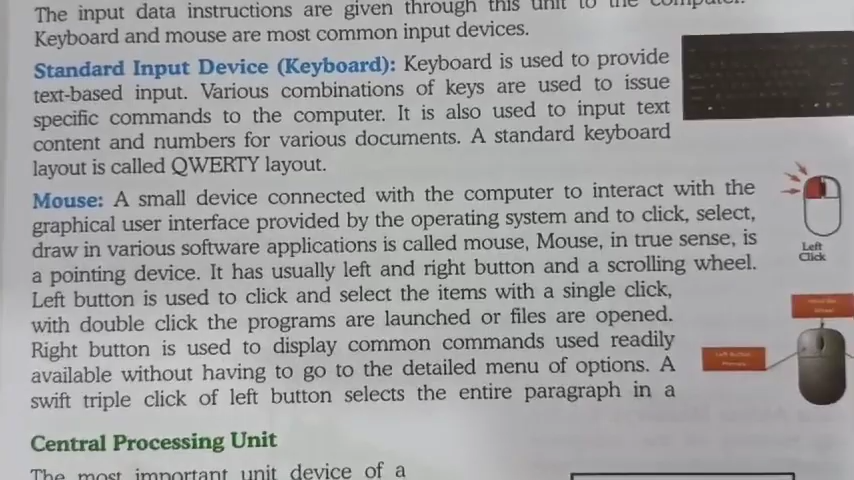 The input data instructions are given through this unit to the computer.
Keyboard and mouse are most common input devices.
Standard Input Device (Keyboard): Keyboard is used to provide
text-based input. Various combinations of keys are used to issue
specific commands to the computer. It is also used to input text
content and numbers for various documents. A standard keyboard
layout is called QWERTY layout.
Mouse: A small device connected with the computer to interact with the
graphical user interface provided by the operating system and to click, select,
draw in various software applications is called mouse, Mouse, in true sense, is
a pointing device. It has usually left and right button and a scrolling wheel.
Left button is used to click and select the items with a single click,
with double click the programs are launched or files are opened.
Right button is used to display common commands used readily
available without having to go to the detailed menu of options. A
swift triple click of left button selects the entire paragraph in a
Left
Click
Left Button
Central Processing Unit
The most important unit device of a